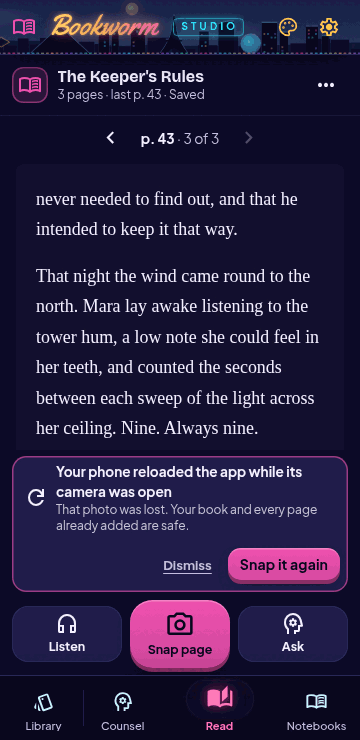 Bookworm STUDIO
The Keeper's Rules
3 pages · last p. 43 · Saved
p. 43 · 3 of 3
never needed to find out, and that he
intended to keep it that way.
That night the wind came round to the
north. Mara lay awake listening to the
tower hum, a low note she could feel in
her teeth, and counted the seconds
between each sweep of the light across
her ceiling. Nine. Always nine.
Your phone reloaded the app while its
camera was open
That photo was lost. Your book and every page
already added are safe.
Dismiss Snap it again
Listen Snap page Ask
Library Counsel Read Notebooks